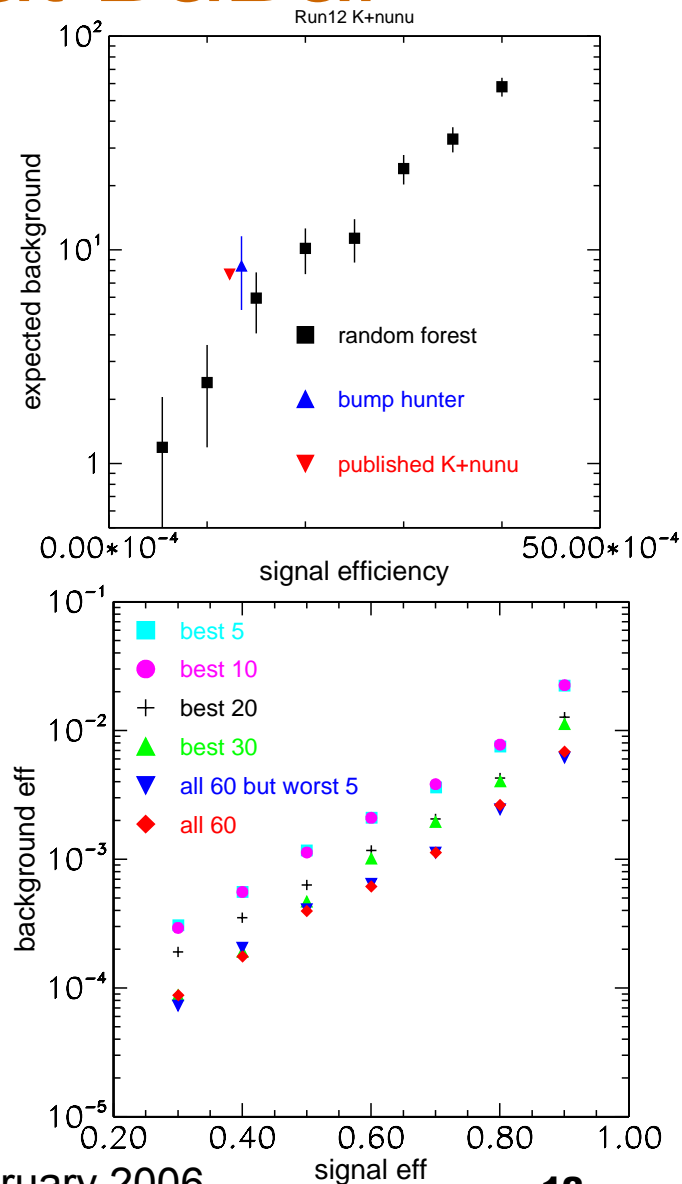 Run12 K+nunu
10²
10¹
1
expected background
random forest
bump hunter
published K+nunu
0.00*10⁻⁴
50.00*10⁻⁴
signal efficiency
10⁻¹
10⁻²
10⁻³
10⁻⁴
10⁻⁵
background eff
best 5
best 10
best 20
best 30
all 60 but worst 5
all 60
0.20 0.40 0.60 0.80 1.00
signal eff
2006